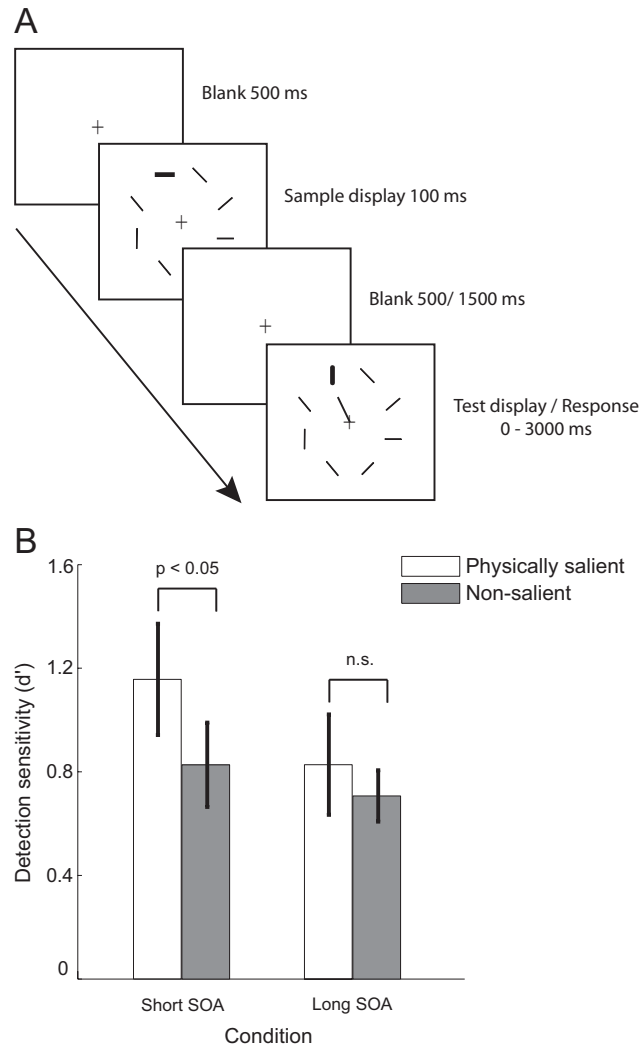 A
Blank 500 ms
Sample display 100 ms
Blank 500/ 1500 ms
Test display / Response
0 - 3000 ms
B
1.6
1.2
0.8
0.4
0
Detection sensitivity (d')
p < 0.05
n.s.
Physically salient
Non-salient
Short SOA
Long SOA
Condition